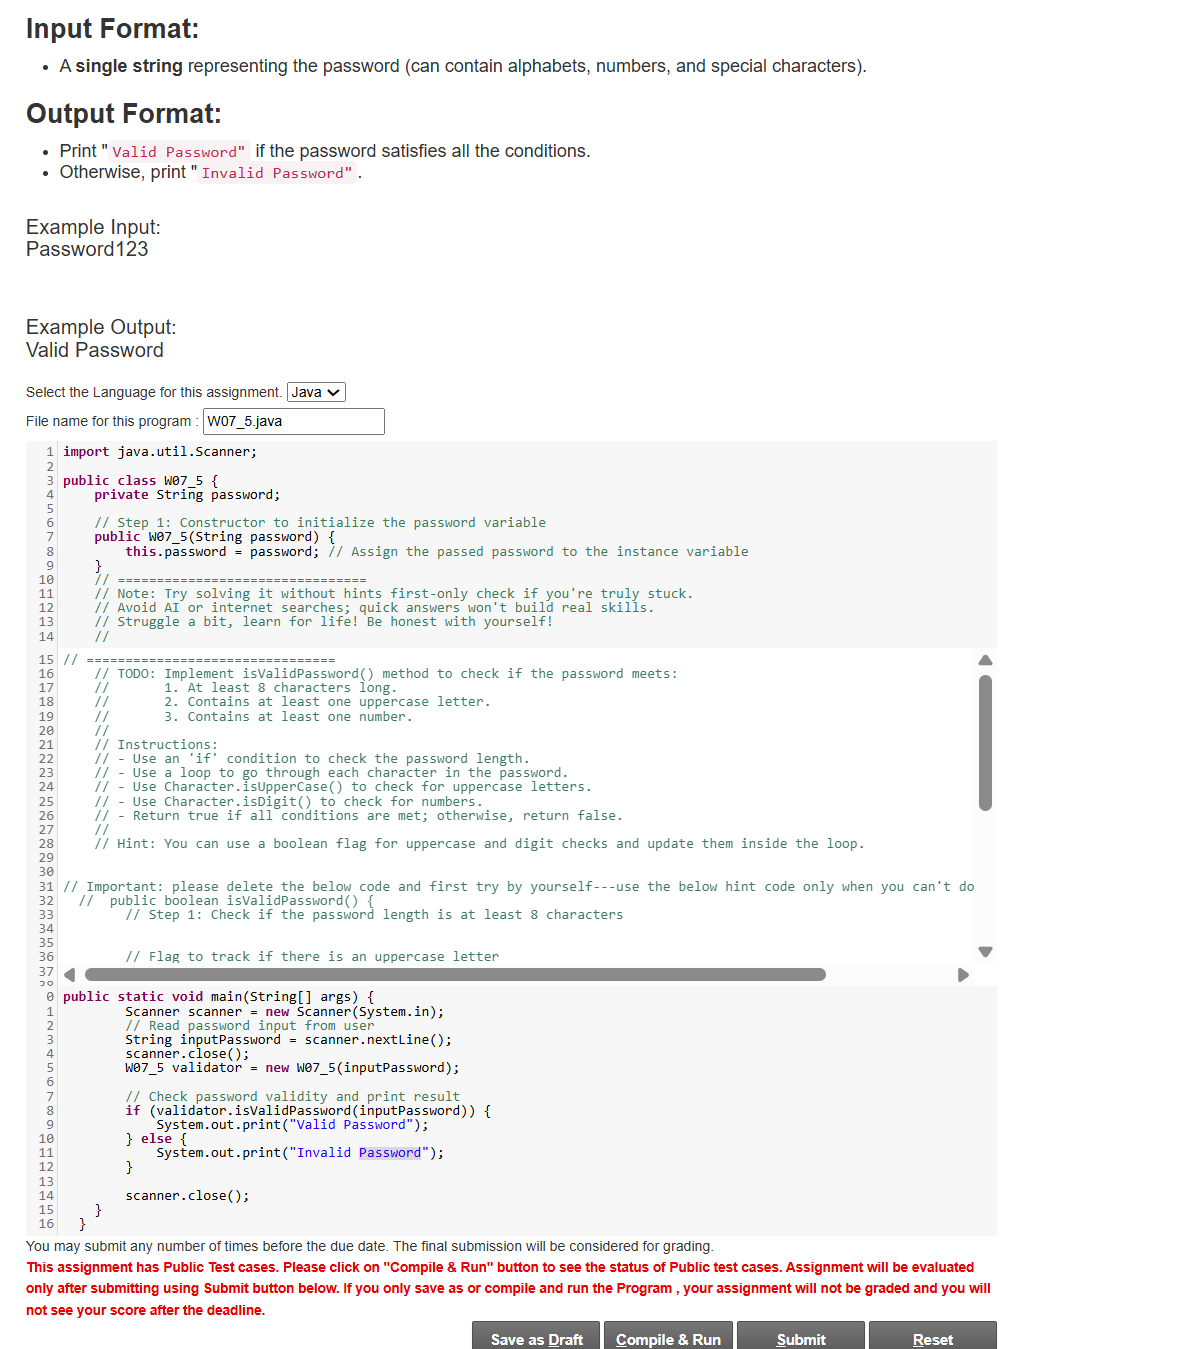 Input Format:
• A single string representing the password (can contain alphabets, numbers, and special characters).
Output Format:
• Print "Valid Password" if the password satisfies all the conditions.
• Otherwise, print "Invalid Password".
Example Input:
Password123
Example Output:
Valid Password
Select the Language for this assignment. Java
File name for this program : W07_5.java
1 import java.util.Scanner;
2
3 public class W07_5 {
4 private String password;
5
6 // Step 1: Constructor to initialize the password variable
7 public W07_5(String password) {
8 this.password = password; // Assign the passed password to the instance variable
9 }
10 // ================================
11 // Note: Try solving it without hints first-only check if you're truly stuck.
12 // Avoid AI or internet searches; quick answers won't build real skills.
13 // Struggle a bit, learn for life! Be honest with yourself!
14 //
15 // ================================
16 // TODO: Implement isValidPassword() method to check if the password meets:
17 // 1. At least 8 characters long.
18 // 2. Contains at least one uppercase letter.
19 // 3. Contains at least one number.
20 //
21 // Instructions:
22 // - Use an 'if' condition to check the password length.
23 // - Use a loop to go through each character in the password.
24 // - Use Character.isUpperCase() to check for uppercase letters.
25 // - Use Character.isDigit() to check for numbers.
26 // - Return true if all conditions are met; otherwise, return false.
27 //
28 // Hint: You can use a boolean flag for uppercase and digit checks and update them inside the loop.
29
30
31 // Important: please delete the below code and first try by yourself---use the below hint code only when you can't do
32 // public boolean isValidPassword() {
33 // Step 1: Check if the password length is at least 8 characters
34
35
36 // Flag to track if there is an uppercase letter
37
0 public static void main(String[] args) {
1 Scanner scanner = new Scanner(System.in);
2 // Read password input from user
3 String inputPassword = scanner.nextLine();
4 scanner.close();
5 W07_5 validator = new W07_5(inputPassword);
6
7 // Check password validity and print result
8 if (validator.isValidPassword(inputPassword)) {
9 System.out.print("Valid Password");
10 } else {
11 System.out.print("Invalid Password");
12 }
13
14 scanner.close();
15 }
16 }
You may submit any number of times before the due date. The final submission will be considered for grading.
This assignment has Public Test cases. Please click on "Compile & Run" button to see the status of Public test cases. Assignment will be evaluated
only after submitting using Submit button below. If you only save as or compile and run the Program , your assignment will not be graded and you will
not see your score after the deadline.
Save as Draft Compile & Run Submit Reset